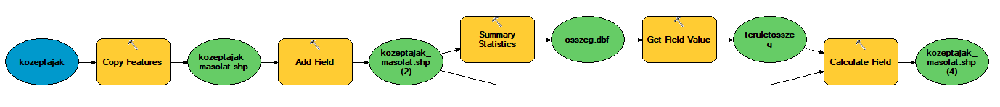 kozeptajak
Copy Features
kozeptajak_
masolat.shp
Add Field
kozeptajak_
masolat.shp
(2)
Summary
Statistics
osszeg.dbf
Get Field Value
teruletossze
g
Calculate Field
kozeptajak_
masolat.shp
(4)